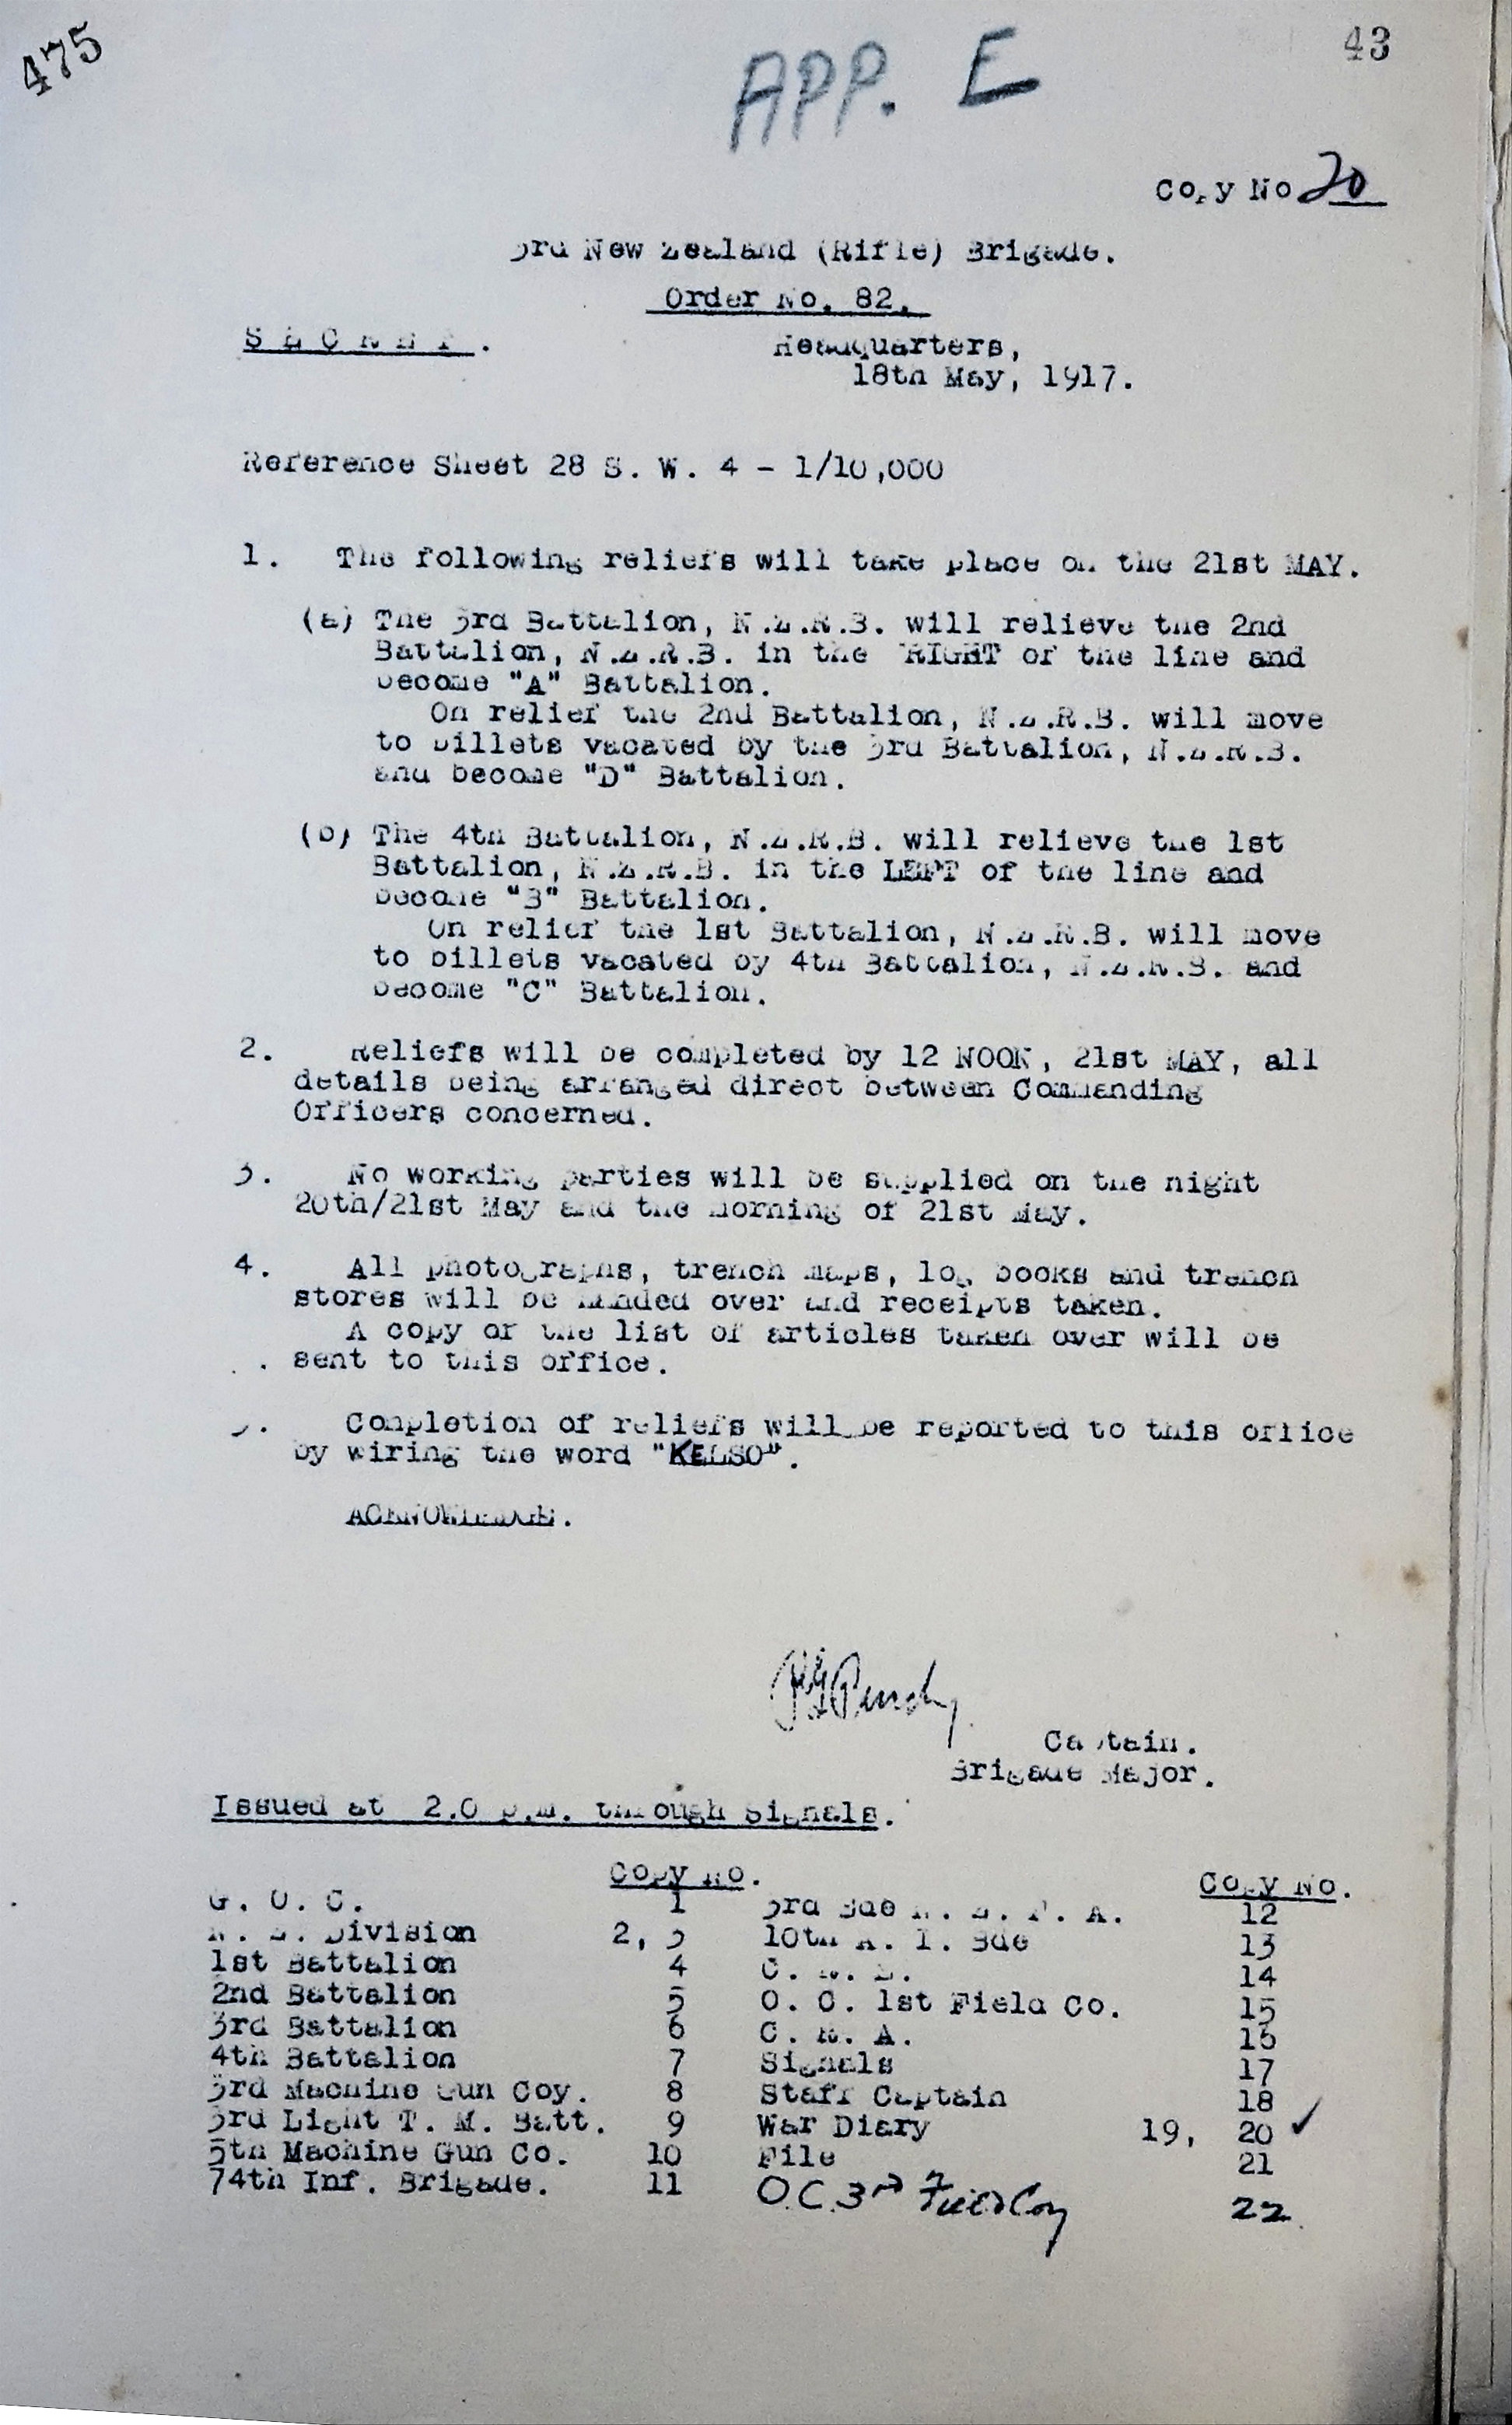 475
43
APP. E
Copy No 20
3rd New Zealand (Rifle) Brigade.
Order No. 82.
S E C R E T .
Headquarters,
18th May, 1917.
Reference Sheet 28 S. W. 4 - 1/10,000
1. The following reliefs will take place on the 21st MAY.
(a) The 3rd Battalion, N.Z.R.B. will relieve the 2nd
Battalion, N.Z.R.B. in the RIGHT of the line and
become "A" Battalion.
On relief the 2nd Battalion, N.Z.R.B. will move
to billets vacated by the 3rd Battalion, N.Z.R.B.
and become "D" Battalion.
(b) The 4th Battalion, N.Z.R.B. will relieve the 1st
Battalion, N.Z.R.B. in the LEFT of the line and
become "B" Battalion.
On relief the 1st Battalion, N.Z.R.B. will move
to billets vacated by 4th Battalion, N.Z.R.B. and
become "C" Battalion.
2. Reliefs will be completed by 12 NOON, 21st MAY, all
details being arranged direct between Commanding
Officers concerned.
3. No working parties will be supplied on the night
20th/21st May and the morning of 21st May.
4. All photographs, trench maps, log books and trench
stores will be handed over and receipts taken.
A copy of the list of articles taken over will be
sent to this office.
5. Completion of reliefs will be reported to this office
by wiring the word "KELSO".
ACKNOWLEDGE.
Captain.
Brigade Major.
Issued at 2.0 p.m. through Signals.
Copy No. Copy No.
G. O. C. 1 3rd Bde N. Z. F. A. 12
N. Z. Division 2, 3 10th A. I. Bde 13
1st Battalion 4 C. R. E. 14
2nd Battalion 5 O. C. 1st Field Co. 15
3rd Battalion 6 C. R. A. 16
4th Battalion 7 Signals 17
3rd Machine Gun Coy. 8 Staff Captain 18
3rd Light T. M. Batt. 9 War Diary 19, 20 ✓
5th Machine Gun Co. 10 File 21
74th Inf. Brigade. 11 O.C. 3rd Field Coy 22